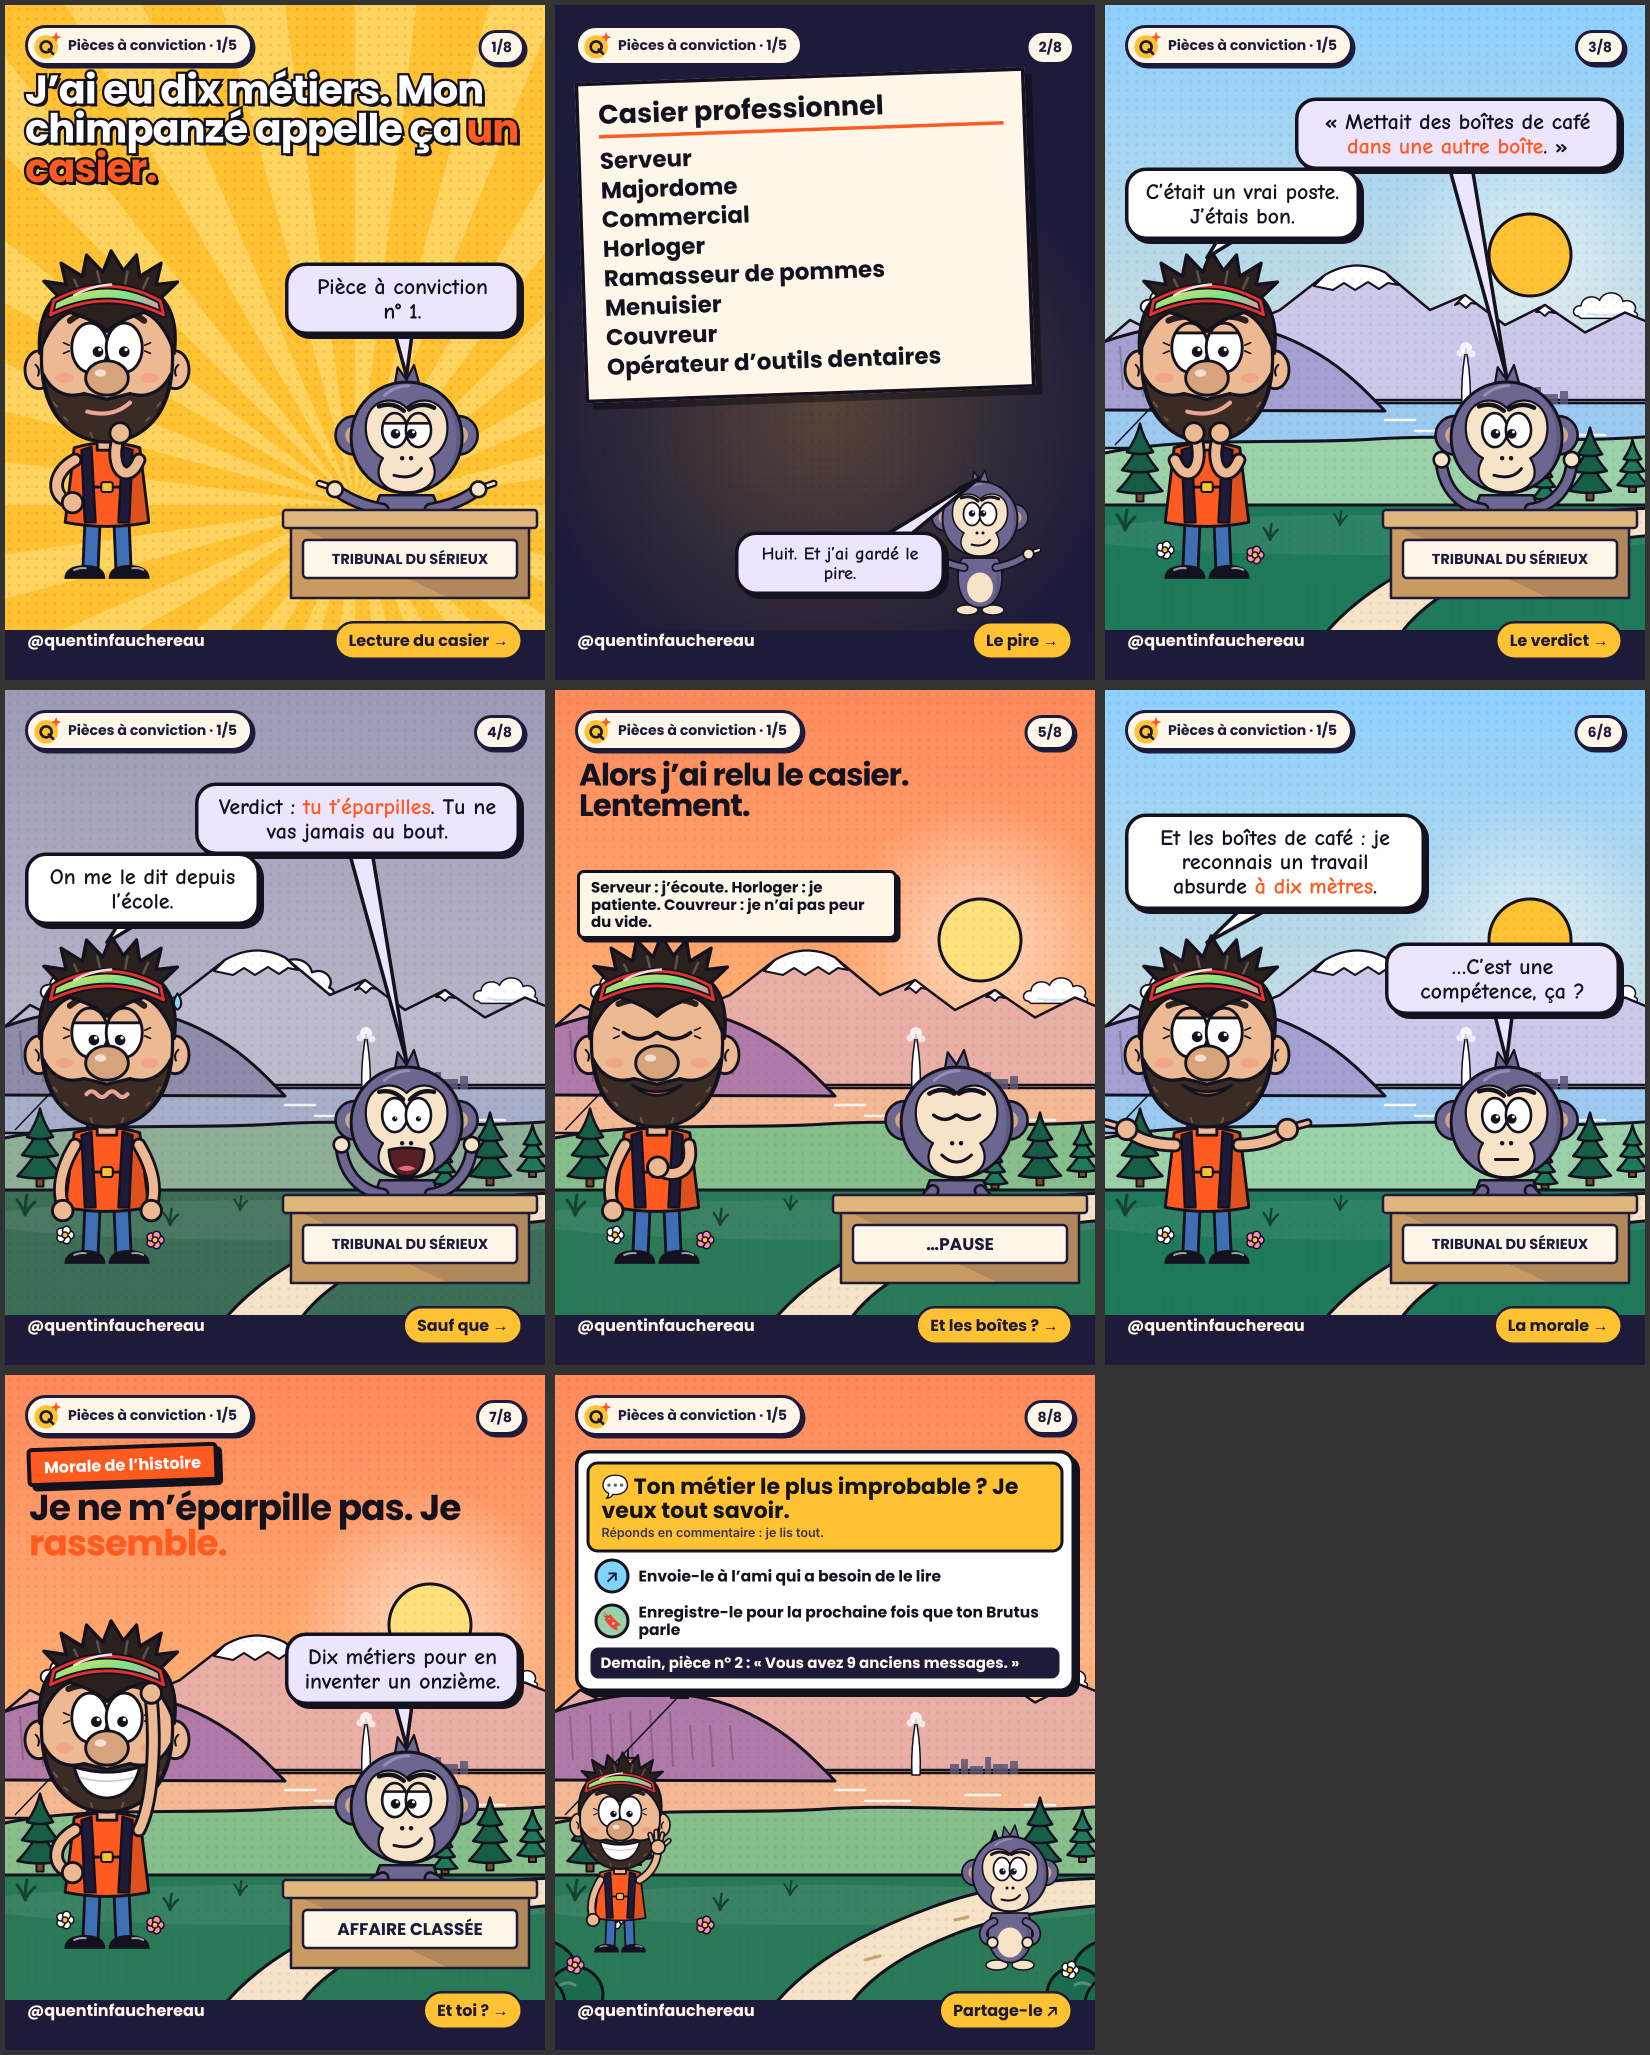 Q Pièces à conviction · 1/5
1/8
J'ai eu dix métiers. Mon
chimpanzé appelle ça un
casier.
Pièce à conviction
n° 1.
TRIBUNAL DU SÉRIEUX
@quentinfauchereau
Lecture du casier →
Q Pièces à conviction · 1/5
2/8
Casier professionnel
Serveur
Majordome
Commercial
Horloger
Ramasseur de pommes
Menuisier
Couvreur
Opérateur d'outils dentaires
Huit. Et j'ai gardé le
pire.
@quentinfauchereau
Le pire →
Q Pièces à conviction · 1/5
3/8
« Mettait des boîtes de café
dans une autre boîte. »
C'était un vrai poste.
J'étais bon.
TRIBUNAL DU SÉRIEUX
@quentinfauchereau
Le verdict →
Q Pièces à conviction · 1/5
4/8
Verdict : tu t'éparpilles. Tu ne
vas jamais au bout.
On me le dit depuis
l'école.
TRIBUNAL DU SÉRIEUX
@quentinfauchereau
Sauf que →
Q Pièces à conviction · 1/5
5/8
Alors j'ai relu le casier.
Lentement.
Serveur : j'écoute. Horloger : je
patiente. Couvreur : je n'ai pas peur
du vide.
...PAUSE
@quentinfauchereau
Et les boîtes ? →
Q Pièces à conviction · 1/5
6/8
Et les boîtes de café : je
reconnais un travail
absurde à dix mètres.
...C'est une
compétence, ça ?
TRIBUNAL DU SÉRIEUX
@quentinfauchereau
La morale →
Q Pièces à conviction · 1/5
7/8
Morale de l'histoire
Je ne m'éparpille pas. Je
rassemble.
Dix métiers pour en
inventer un onzième.
AFFAIRE CLASSÉE
@quentinfauchereau
Et toi ? →
Q Pièces à conviction · 1/5
8/8
💬 Ton métier le plus improbable ? Je
veux tout savoir.
Réponds en commentaire : je lis tout.
↗ Envoie-le à l'ami qui a besoin de le lire
🔖 Enregistre-le pour la prochaine fois que ton Brutus
parle
Demain, pièce n° 2 : « Vous avez 9 anciens messages. »
@quentinfauchereau
Partage-le ↗